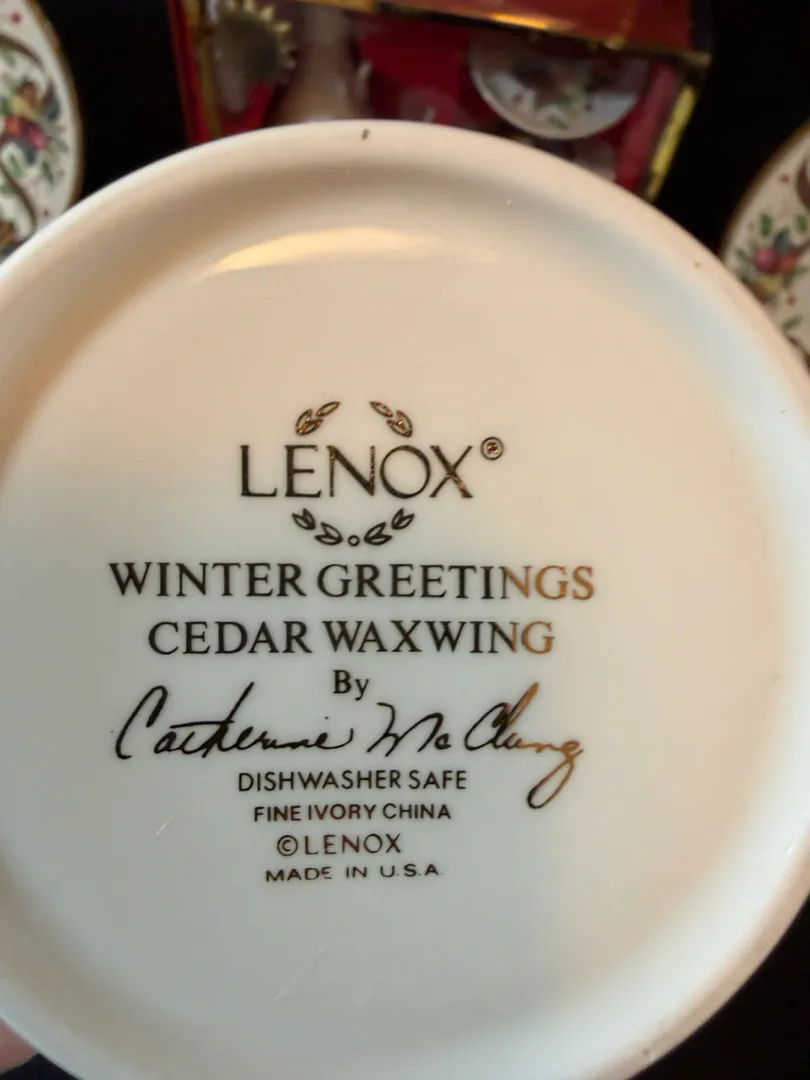 LENOX®
WINTER GREETINGS
CEDAR WAXWING
By
Catherine McClung
DISHWASHER SAFE
FINE IVORY CHINA
©LENOX
MADE IN U.S.A.